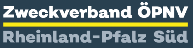 Zweckverband ÖPNV
Rheinland-Pfalz Süd